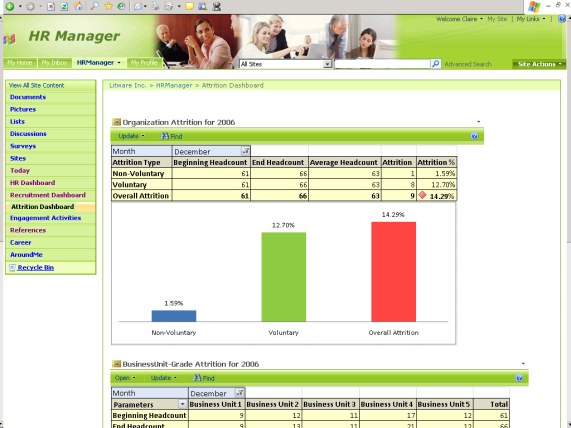 Welcome Claire My Site | My Links
HR Manager
My Home My Inbox HRManager My Profile All Sites Advanced Search Site Actions
View All Site Content
Documents
Pictures
Lists
Discussions
Surveys
Sites
Today
HR Dashboard
Recruitment Dashboard
Attrition Dashboard
Engagement Activities
References
Career
AroundMe
Recycle Bin
Litware Inc. > HRManager > Attrition Dashboard
Organization Attrition for 2006
Update Find
Month December
Attrition Type Beginning Headcount End Headcount Average Headcount Attrition Attrition %
Non-Voluntary 61 66 63 1 1.59%
Voluntary 61 66 63 8 12.70%
Overall Attrition 61 66 63 9 14.29%
14.29%
12.70%
1.59%
Non-Voluntary Voluntary Overall Attrition
BusinessUnit-Grade Attrition for 2006
Open Update Find
Month December
Parameters Business Unit 1 Business Unit 2 Business Unit 3 Business Unit 4 Business Unit 5 Total
Beginning Headcount 9 12 11 17 12 61
End Headcount 9 13 11 21 12 66